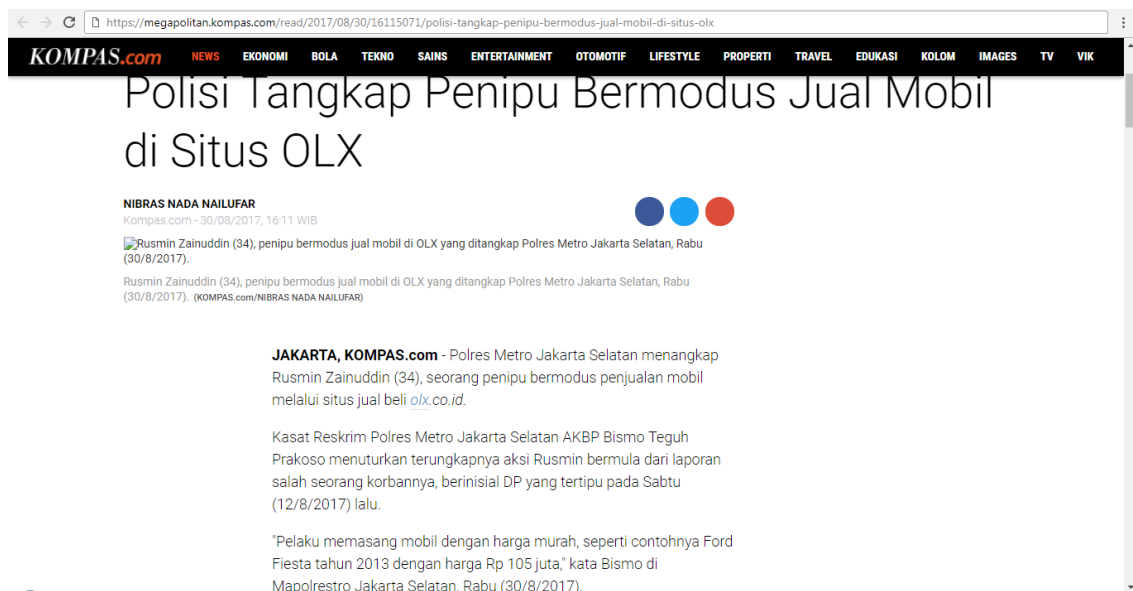 https://megapolitan.kompas.com/read/2017/08/30/16115071/polisi-tangkap-penipu-bermodus-jual-mobil-di-situs-olx
KOMPAS.com NEWS EKONOMI BOLA TEKNO SAINS ENTERTAINMENT OTOMOTIF LIFESTYLE PROPERTI TRAVEL EDUKASI KOLOM IMAGES TV VIK
Polisi Tangkap Penipu Bermodus Jual Mobil
di Situs OLX
NIBRAS NADA NAILUFAR
Kompas.com - 30/08/2017, 16:11 WIB
Rusmin Zainuddin (34), penipu bermodus jual mobil di OLX yang ditangkap Polres Metro Jakarta Selatan, Rabu
(30/8/2017).
Rusmin Zainuddin (34), penipu bermodus jual mobil di OLX yang ditangkap Polres Metro Jakarta Selatan, Rabu
(30/8/2017). (KOMPAS.com/NIBRAS NADA NAILUFAR)
JAKARTA, KOMPAS.com - Polres Metro Jakarta Selatan menangkap
Rusmin Zainuddin (34), seorang penipu bermodus penjualan mobil
melalui situs jual beli olx.co.id.
Kasat Reskrim Polres Metro Jakarta Selatan AKBP Bismo Teguh
Prakoso menuturkan terungkapnya aksi Rusmin bermula dari laporan
salah seorang korbannya, berinisial DP yang tertipu pada Sabtu
(12/8/2017) lalu.
"Pelaku memasang mobil dengan harga murah, seperti contohnya Ford
Fiesta tahun 2013 dengan harga Rp 105 juta," kata Bismo di
Mapolrestro Jakarta Selatan, Rabu (30/8/2017).